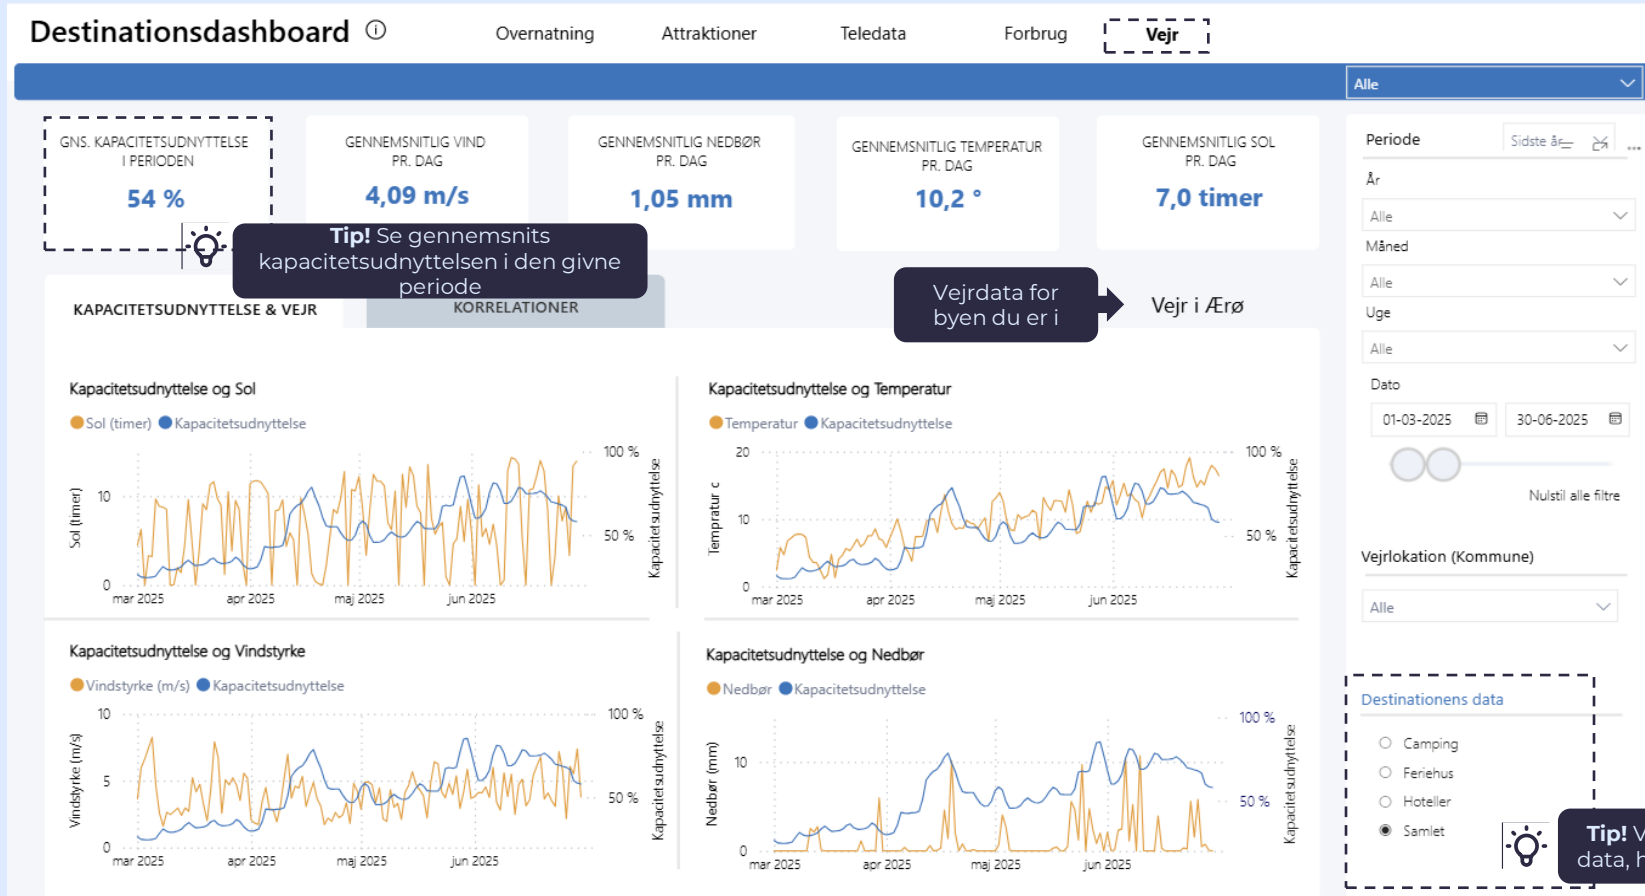 Destinationsdashboard
Overnatning
Attraktioner
Teledata
Forbrug
Vejr
Alle
GNS. KAPACITETSUDNYTTELSE
I PERIODEN
54 %
GENNEMSNITLIG VIND
PR. DAG
4,09 m/s
GENNEMSNITLIG NEDBØR
PR. DAG
1,05 mm
GENNEMSNITLIG TEMPERATUR
PR. DAG
10,2 °
GENNEMSNITLIG SOL
PR. DAG
7,0 timer
Tip! Se gennemsnits
kapacitetsudnyttelsen i den givne
periode
KAPACITETSUDNYTTELSE & VEJR
KORRELATIONER
Vejrdata for
byen du er i
Vejr i Ærø
Kapacitetsudnyttelse og Sol
Sol (timer) Kapacitetsudnyttelse
Sol (timer)
10
0
100 %
50 %
Kapacitetsudnyttelse
mar 2025 apr 2025 maj 2025 jun 2025
Kapacitetsudnyttelse og Temperatur
Temperatur Kapacitetsudnyttelse
Tempratur c
20
10
0
100 %
50 %
Kapacitetsudnyttelse
mar 2025 apr 2025 maj 2025 jun 2025
Kapacitetsudnyttelse og Vindstyrke
Vindstyrke (m/s) Kapacitetsudnyttelse
Vindstyrke (m/s)
10
5
0
100 %
50 %
Kapacitetsudnyttelse
mar 2025 apr 2025 maj 2025 jun 2025
Kapacitetsudnyttelse og Nedbør
Nedbør Kapacitetsudnyttelse
Nedbør (mm)
10
0
100 %
50 %
Kapacitetsudnyttelse
mar 2025 apr 2025 maj 2025 jun 2025
Periode
Sidste år
År
Alle
Måned
Alle
Uge
Alle
Dato
01-03-2025 30-06-2025
Nulstil alle filtre
Vejrlokation (Kommune)
Alle
Destinationens data
Camping
Feriehus
Hoteller
Samlet
Tip! V
data, h